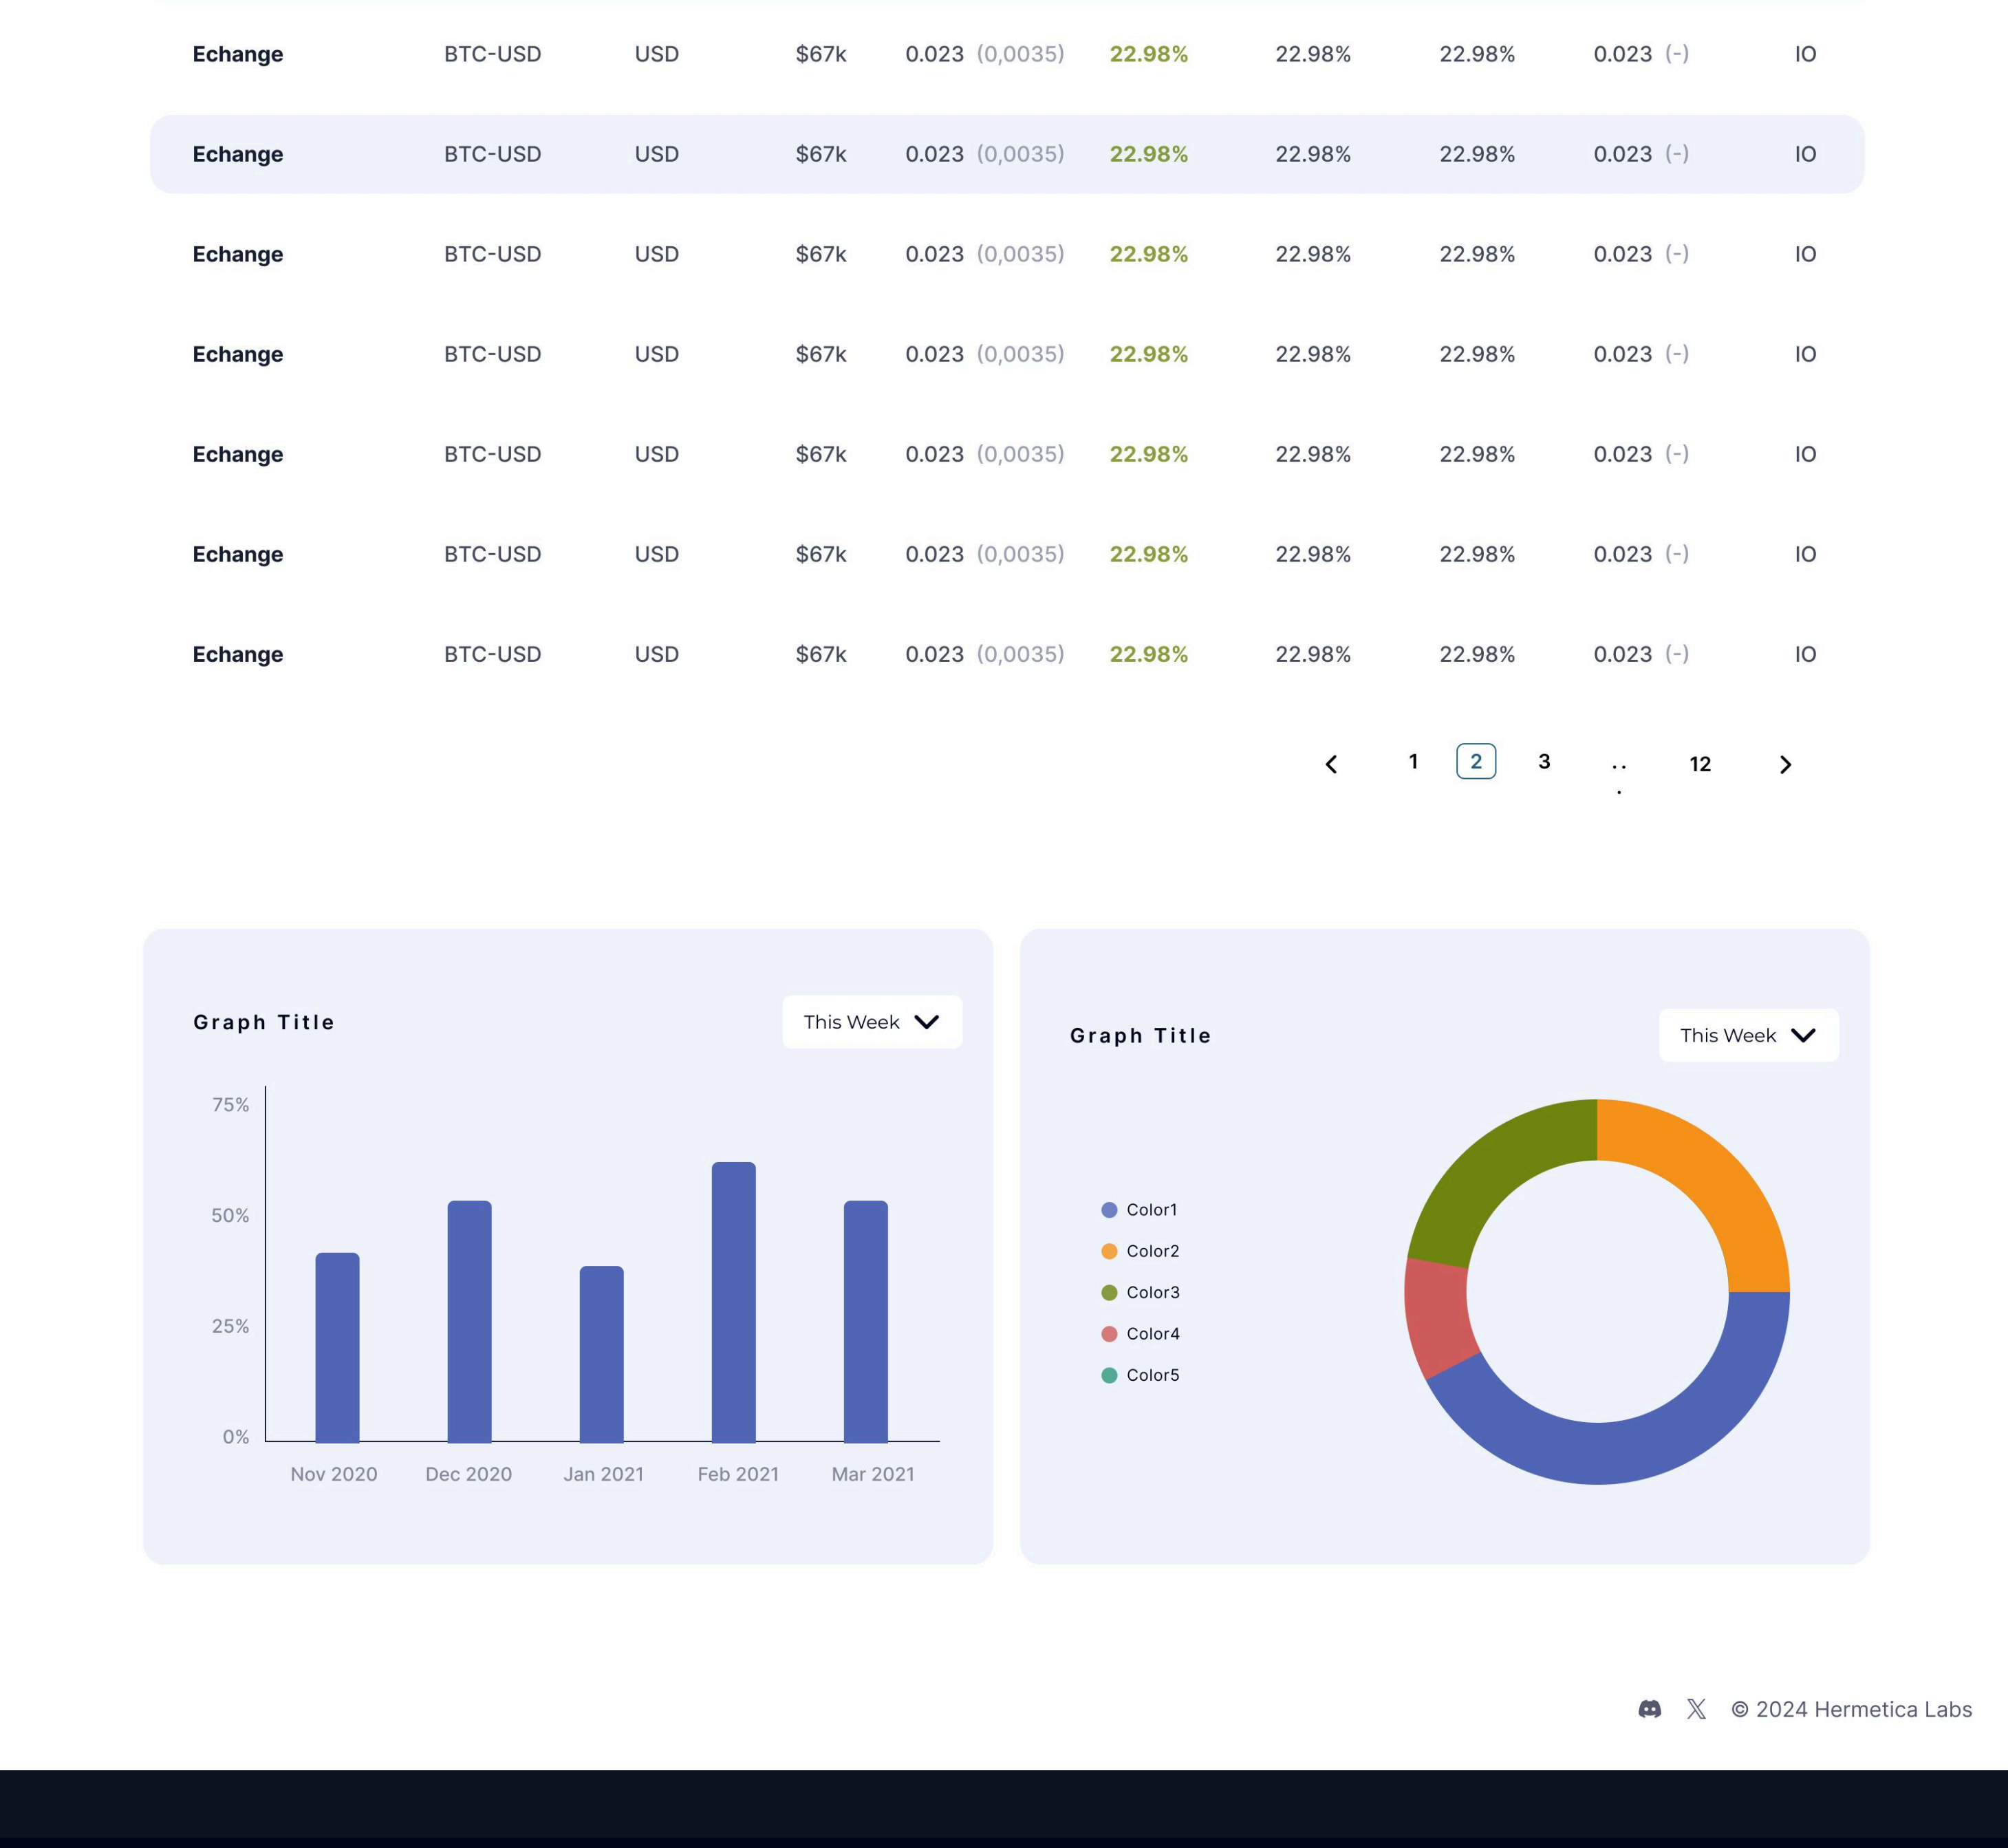 Echange BTC-USD USD $67k 0.023 (0,0035) 22.98% 22.98% 22.98% 0.023 (-) IO
Echange BTC-USD USD $67k 0.023 (0,0035) 22.98% 22.98% 22.98% 0.023 (-) IO
Echange BTC-USD USD $67k 0.023 (0,0035) 22.98% 22.98% 22.98% 0.023 (-) IO
Echange BTC-USD USD $67k 0.023 (0,0035) 22.98% 22.98% 22.98% 0.023 (-) IO
Echange BTC-USD USD $67k 0.023 (0,0035) 22.98% 22.98% 22.98% 0.023 (-) IO
Echange BTC-USD USD $67k 0.023 (0,0035) 22.98% 22.98% 22.98% 0.023 (-) IO
Echange BTC-USD USD $67k 0.023 (0,0035) 22.98% 22.98% 22.98% 0.023 (-) IO
1 2 3 .. 12
.
Graph Title This Week
75%
50%
25%
0%
Nov 2020 Dec 2020 Jan 2021 Feb 2021 Mar 2021
Graph Title This Week
Color1
Color2
Color3
Color4
Color5
© 2024 Hermetica Labs